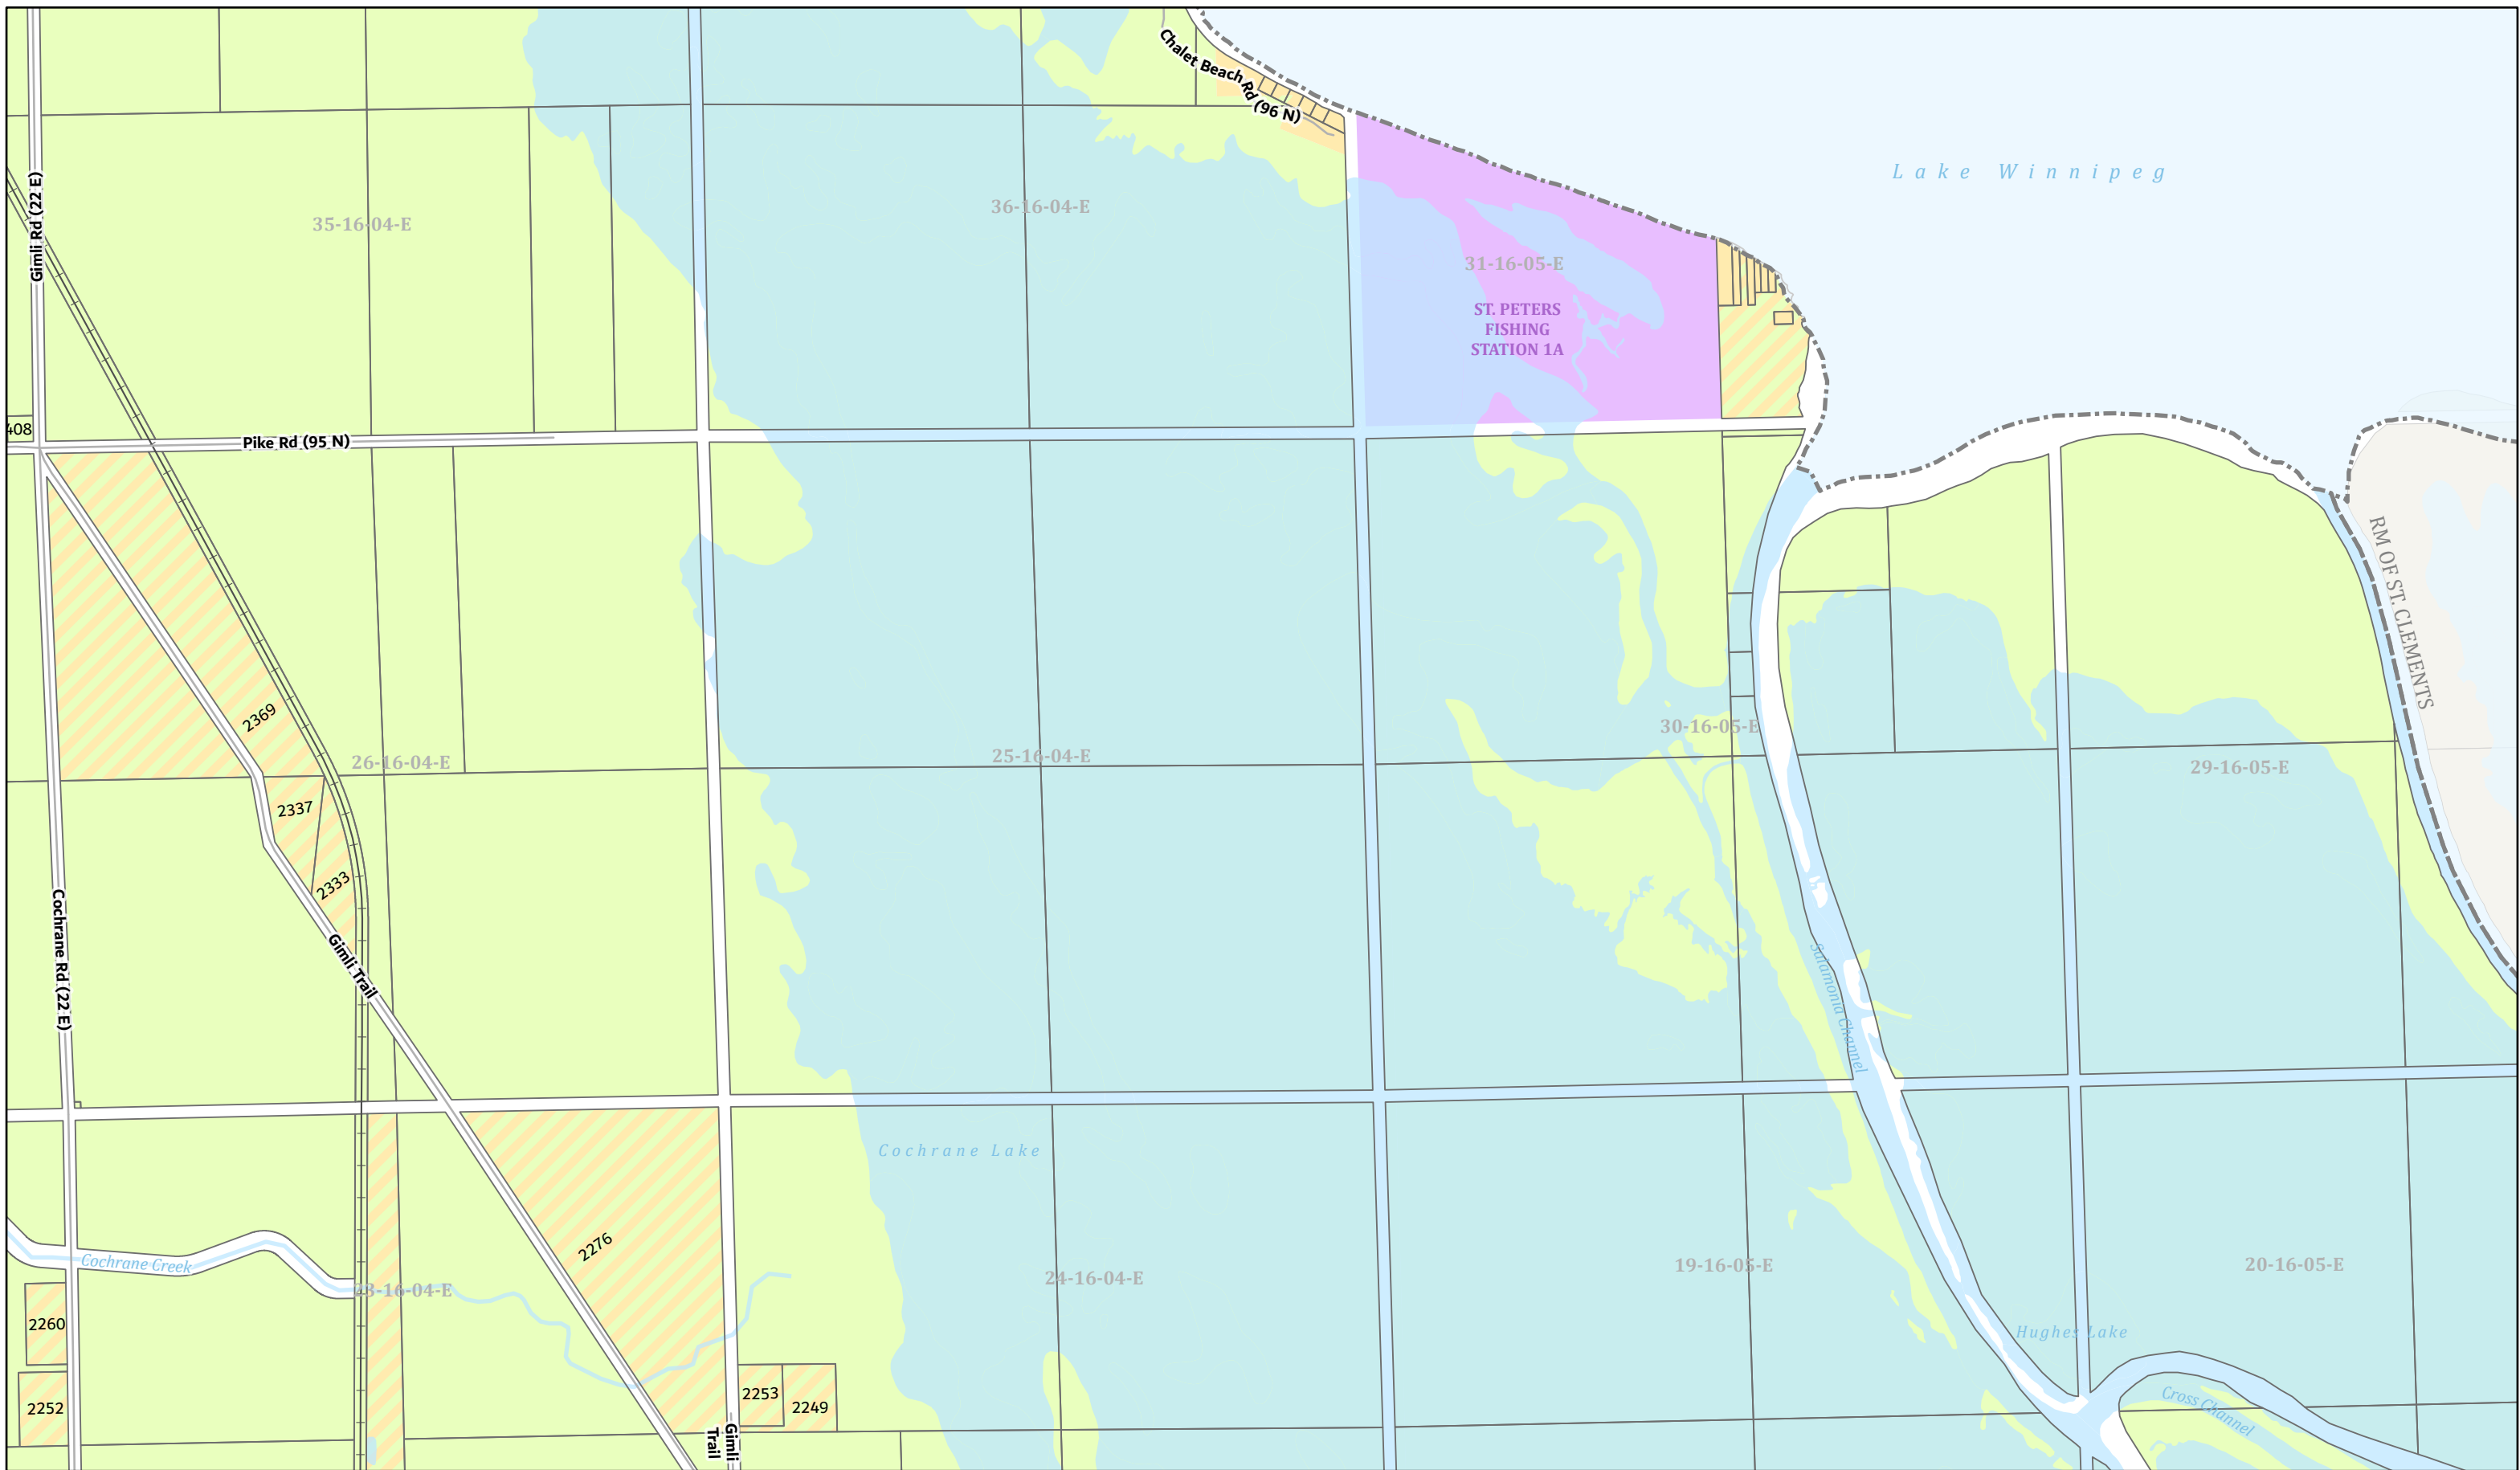 Chalet Beach Rd (96 N)
Lake Winnipeg
Gimli Rd (22 E)
35-16-04-E
36-16-04-E
31-16-05-E
ST. PETERS
FISHING
STATION 1A
408
Pike Rd (95 N)
RM OF ST. CLEMENTS
2369
26-16-04-E
25-16-04-E
30-16-05-E
29-16-05-E
2337
2333
Cochrane Rd (22 E)
Gimli Trail
Salamonia Channel
Cochrane Lake
2276
Cochrane Creek
23-16-04-E
24-16-04-E
19-16-05-E
20-16-05-E
2260
Hughes Lake
2253
2249
2252
Cross Channel
Gimli
Trail